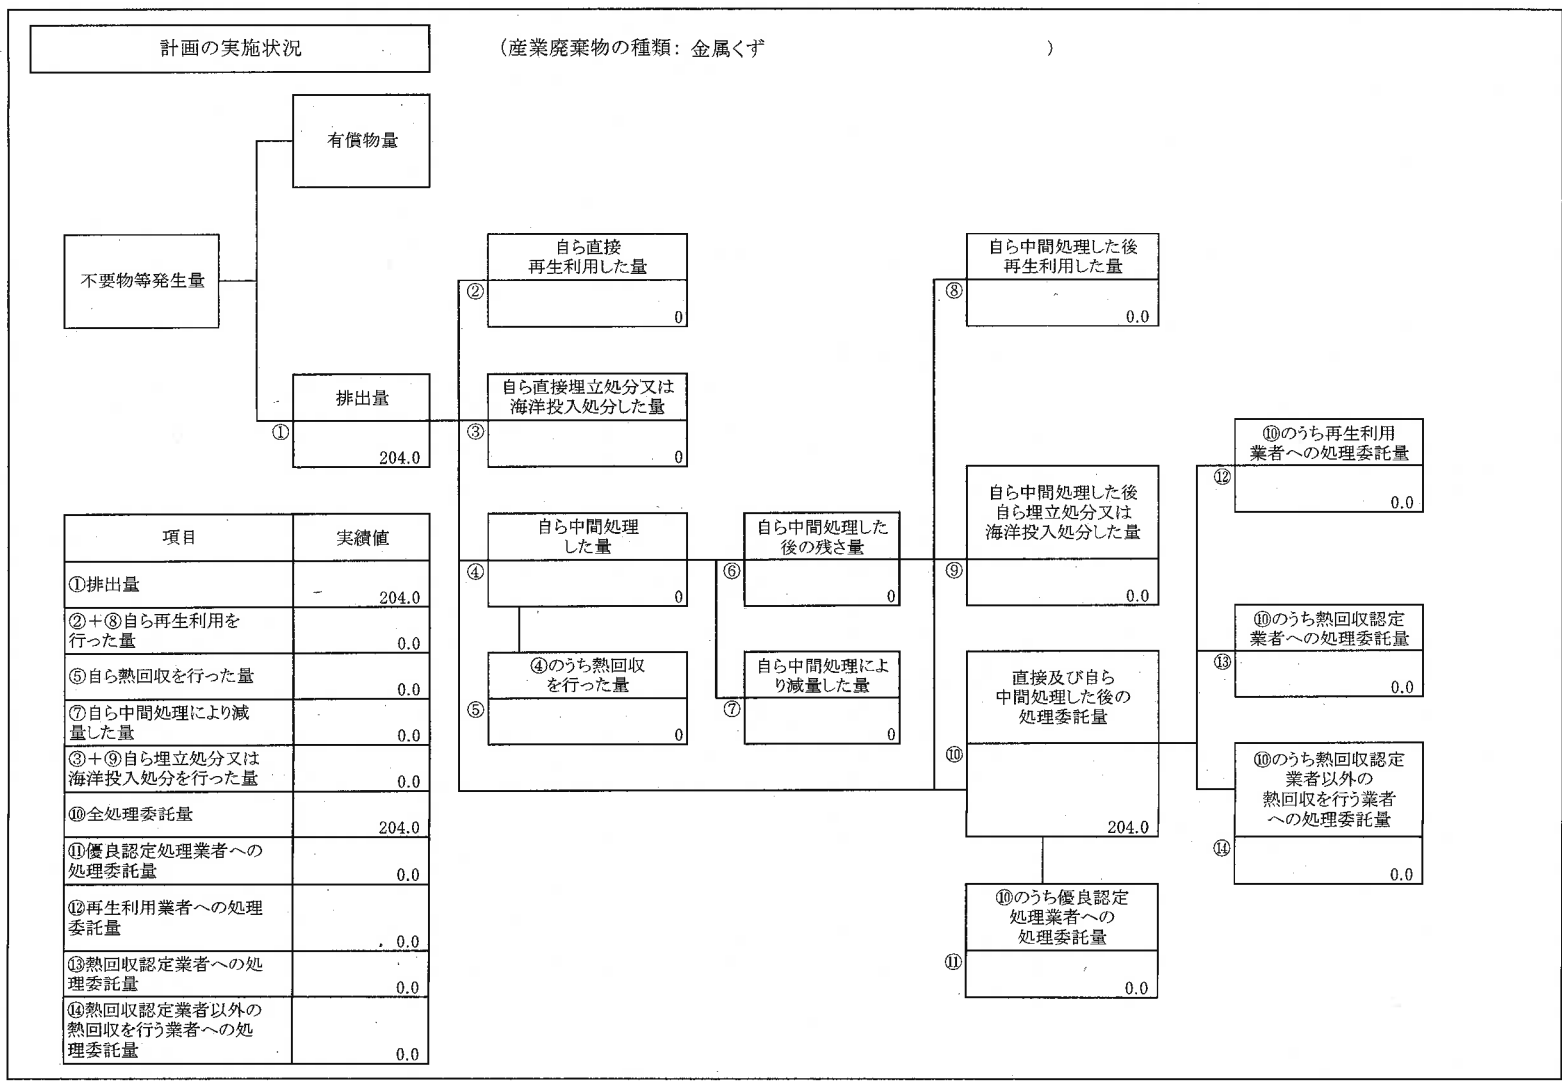 計画の実施状況
(産業廃棄物の種類: 金属くず )
有償物量
不要物等発生量
排出量
①
204.0
自ら直接
再生利用した量
②
0
自ら直接埋立処分又は
海洋投入処分した量
③
0
自ら中間処理
した量
④
0
④のうち熱回収
を行った量
⑤
0
自ら中間処理した
後の残さ量
⑥
0
自ら中間処理によ
り減量した量
⑦
0
自ら中間処理した後
再生利用した量
⑧
0.0
自ら中間処理した後
自ら埋立処分又は
海洋投入処分した量
⑨
0.0
直接及び自ら
中間処理した後の
処理委託量
⑩
204.0
⑩のうち優良認定
処理業者への
処理委託量
⑪
0.0
⑩のうち再生利用
業者への処理委託量
⑫
0.0
⑩のうち熱回収認定
業者への処理委託量
⑬
0.0
⑩のうち熱回収認定
業者以外の
熱回収を行う業者
への処理委託量
⑭
0.0
項目 実績値
①排出量
204.0
②+⑧自ら再生利用を
行った量
0.0
⑤自ら熱回収を行った量
0.0
⑦自ら中間処理により減
量した量
0.0
③+⑨自ら埋立処分又は
海洋投入処分を行った量
0.0
⑩全処理委託量
204.0
⑪優良認定処理業者への
処理委託量
0.0
⑫再生利用業者への処理
委託量
0.0
⑬熱回収認定業者への処
理委託量
0.0
⑭熱回収認定業者以外の
熱回収を行う業者への処
理委託量
0.0